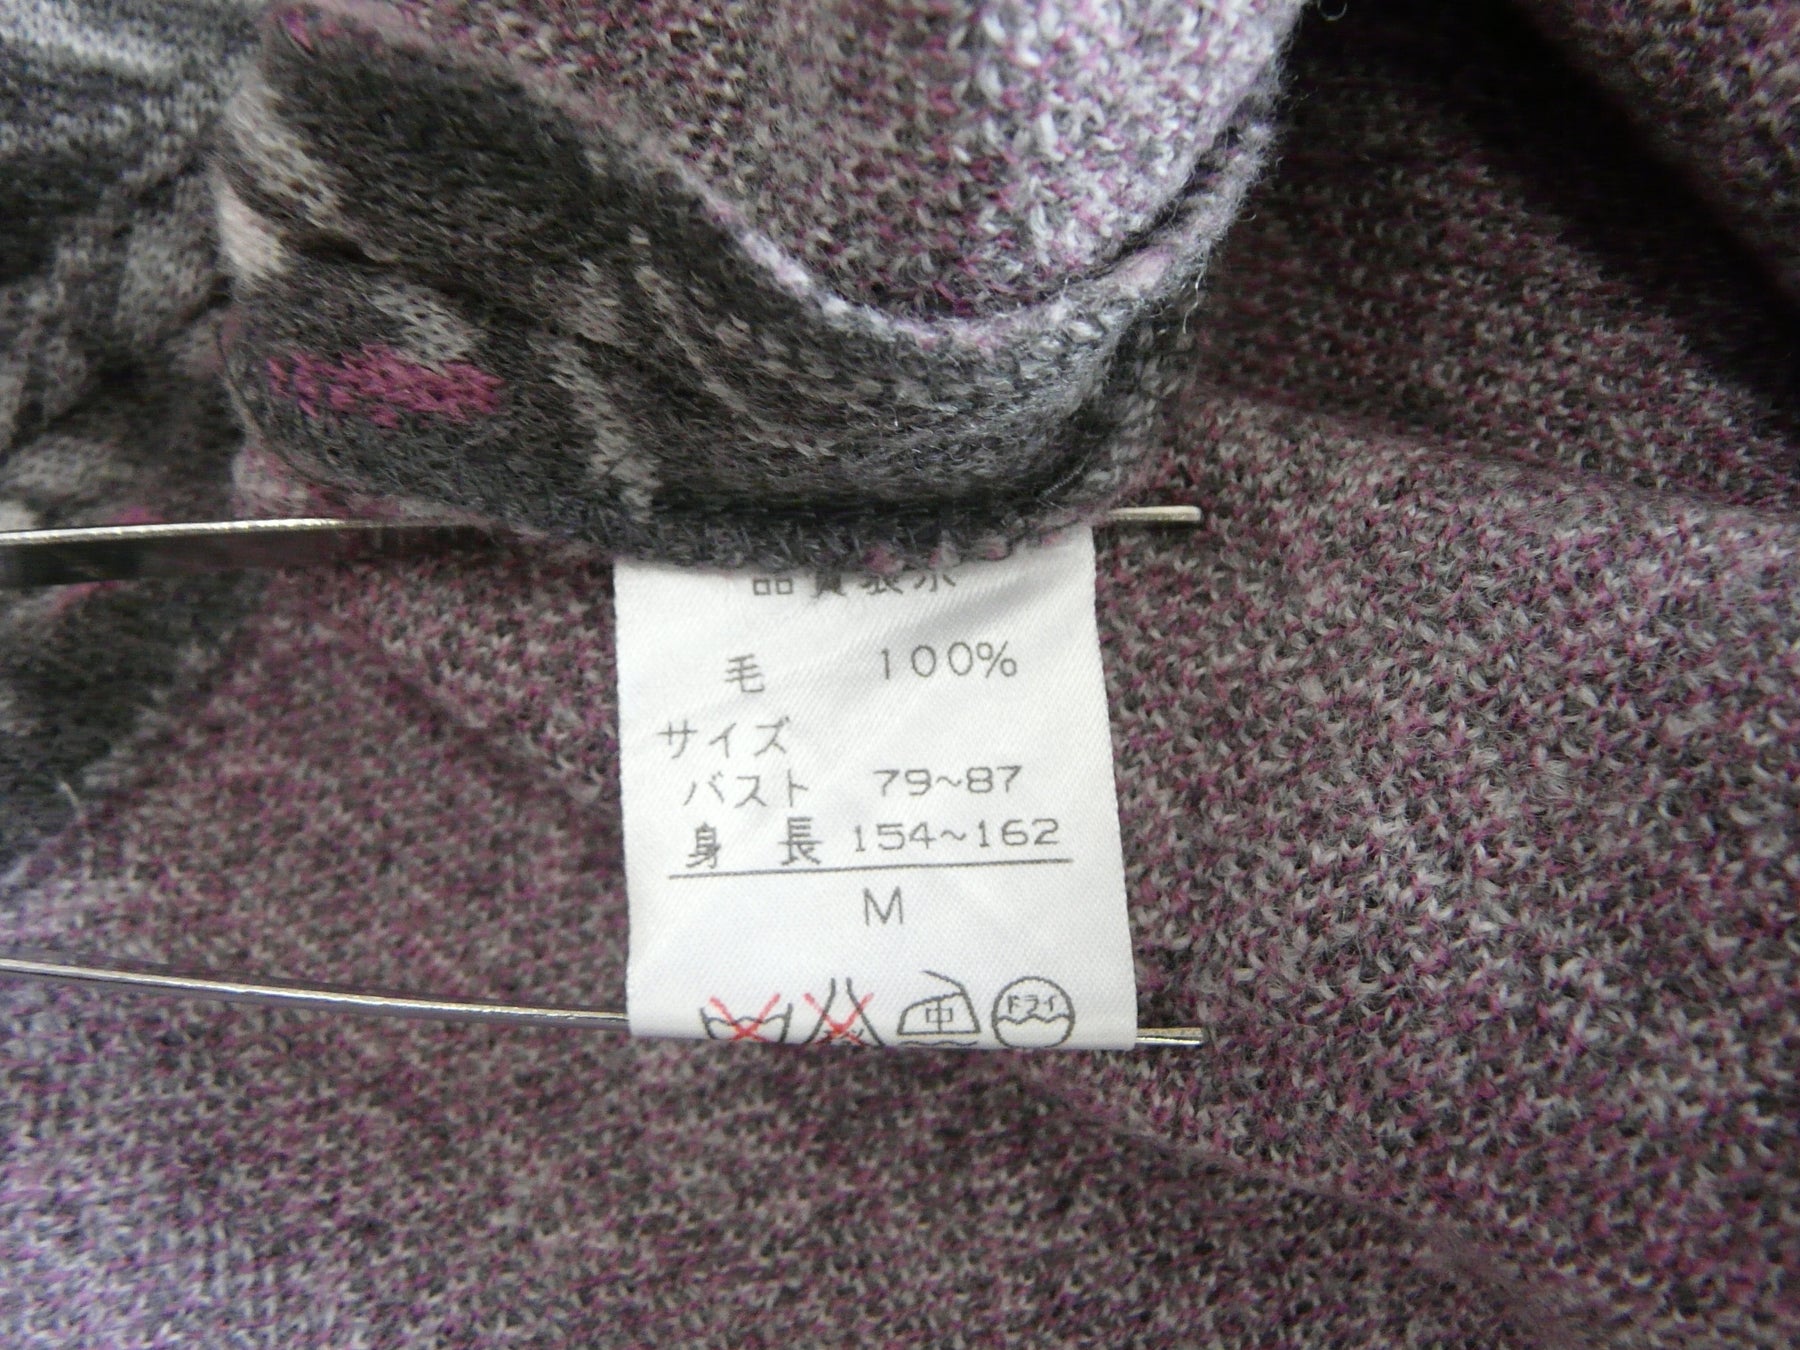 品質表示
毛 100%
サイズ
バスト 79~87
身長 154~162
M
中 ドライ